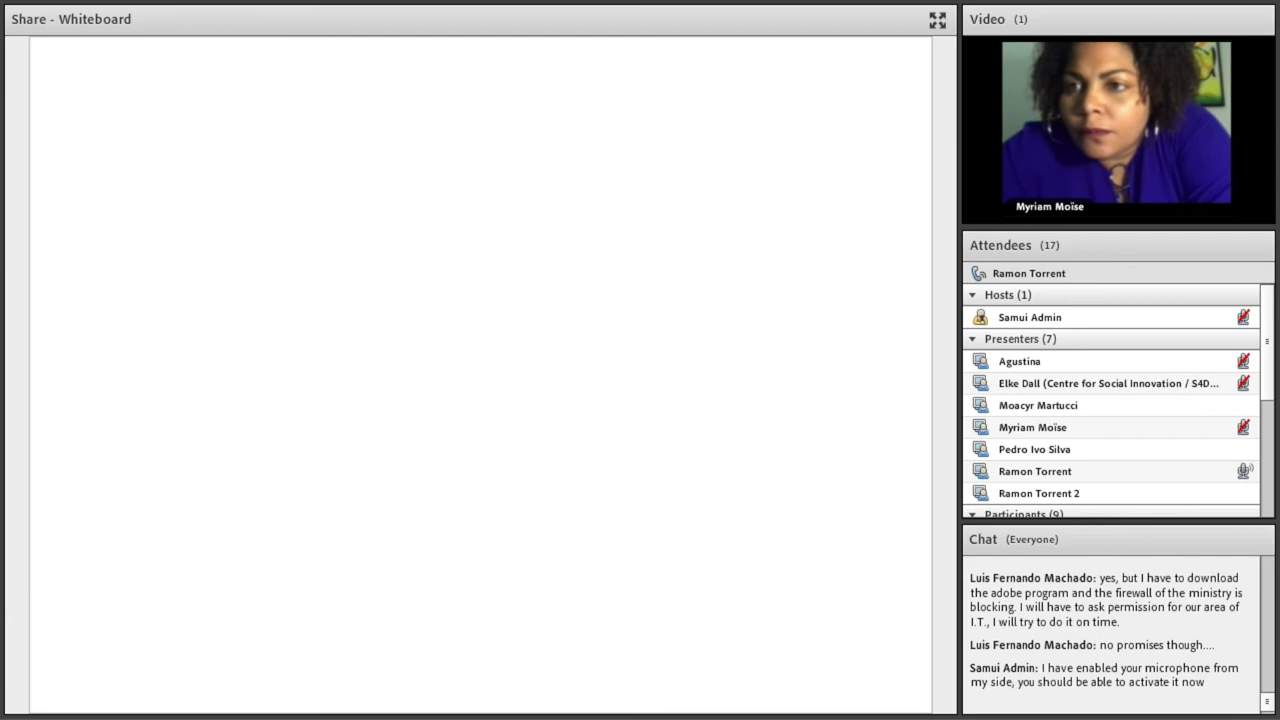 Share - Whiteboard
Video (1)
Myriam Moïse
Attendees (17)
Ramon Torrent
Hosts (1)
Samui Admin
Presenters (7)
Agustina
Elke Dall (Centre for Social Innovation / S4D...
Moacyr Martucci
Myriam Moïse
Pedro Ivo Silva
Ramon Torrent
Ramon Torrent 2
Participants (9)
Chat (Everyone)
Luis Fernando Machado: yes, but I have to download
the adobe program and the firewall of the ministry is
blocking. I will have to ask permission for our area of
I.T., I will try to do it on time.
Luis Fernando Machado: no promises though....
Samui Admin: I have enabled your microphone from
my side, you should be able to activate it now